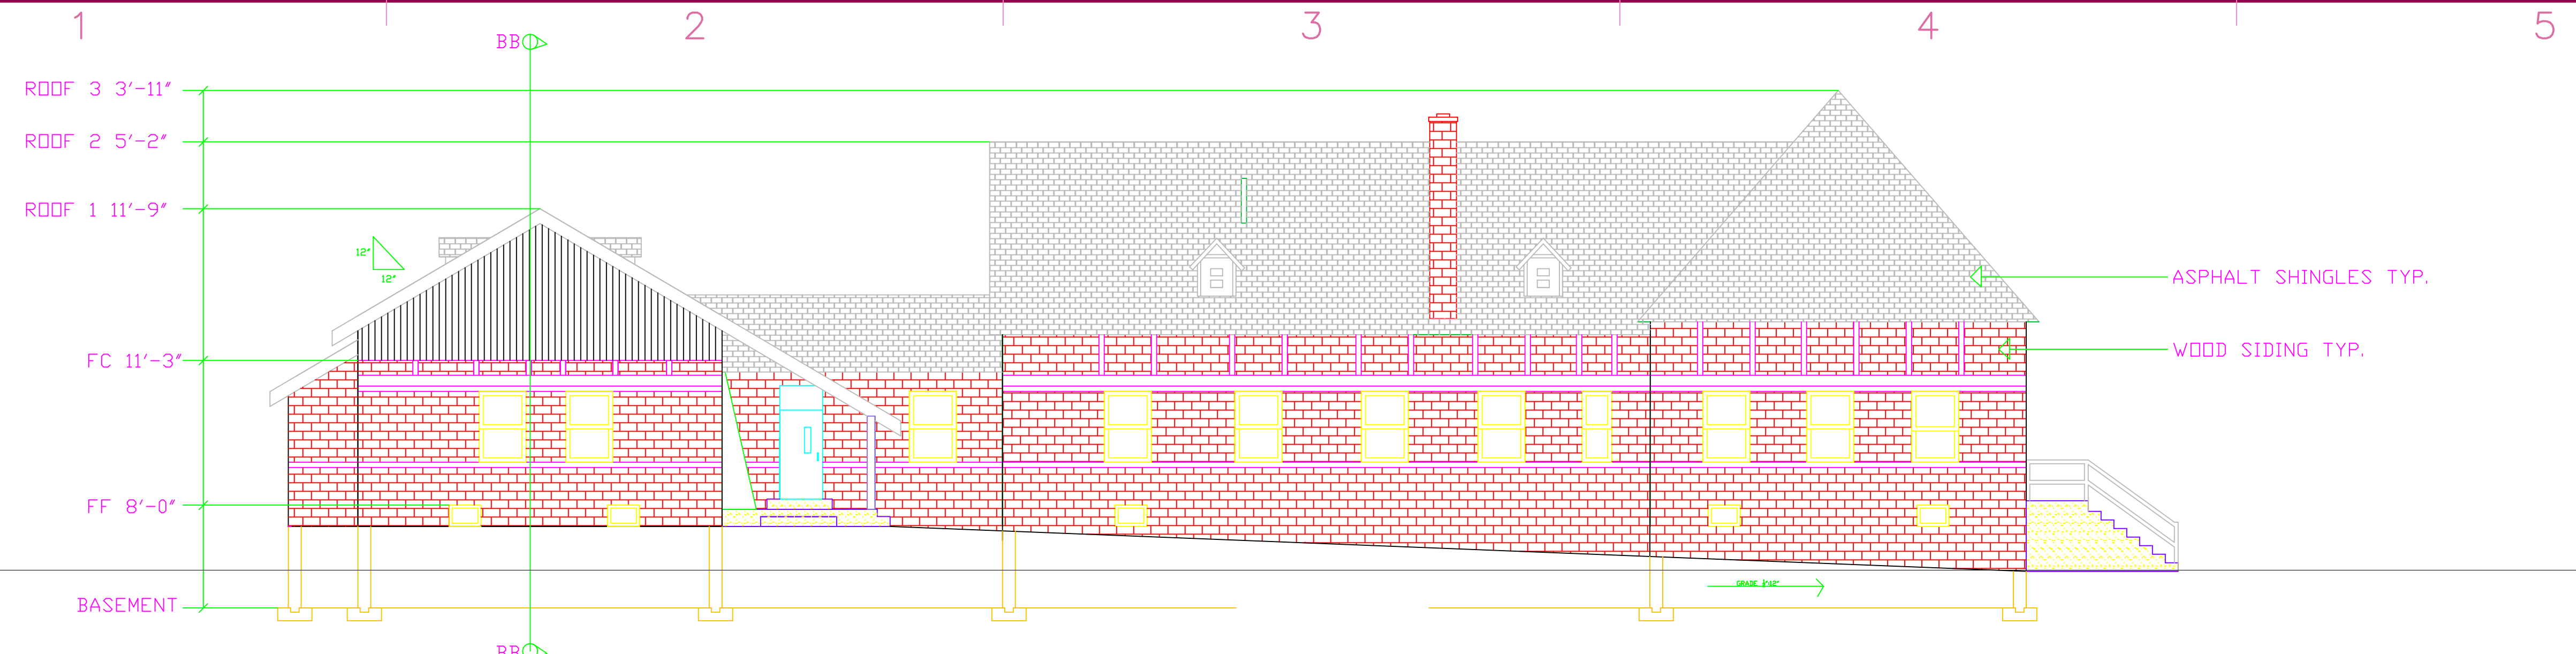 1 2 3 4 5
BB
ROOF 3 3'-11"
ROOF 2 5'-2"
ROOF 1 11'-9"
12"
12"
ASPHALT SHINGLES TYP.
WOOD SIDING TYP.
FC 11'-3"
FF 8'-0"
GRADE
BASEMENT
BB